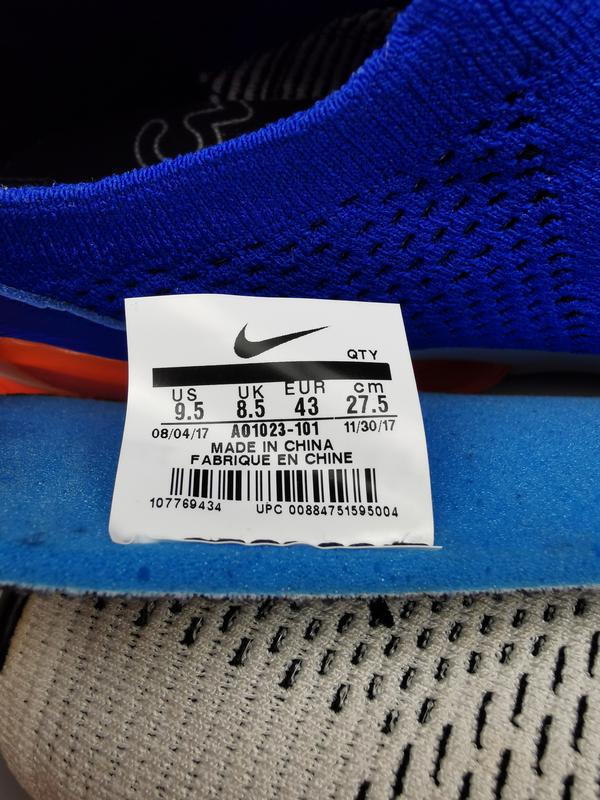 QTY
US UK EUR cm
9.5 8.5 43 27.5
08/04/17 AO1023-101 11/30/17
MADE IN CHINA
FABRIQUE EN CHINE
107769434 UPC 00884751595004